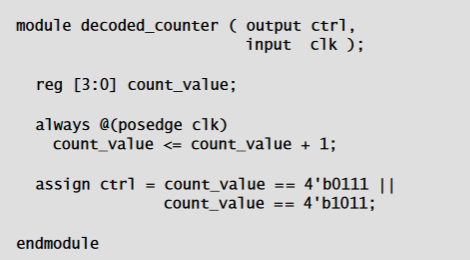 module decoded_counter ( output ctrl,
input clk );
reg [3:0] count_value;
always @(posedge clk)
count_value <= count_value + 1;
assign ctrl = count_value == 4'b0111 ||
count_value == 4'b1011;
endmodule